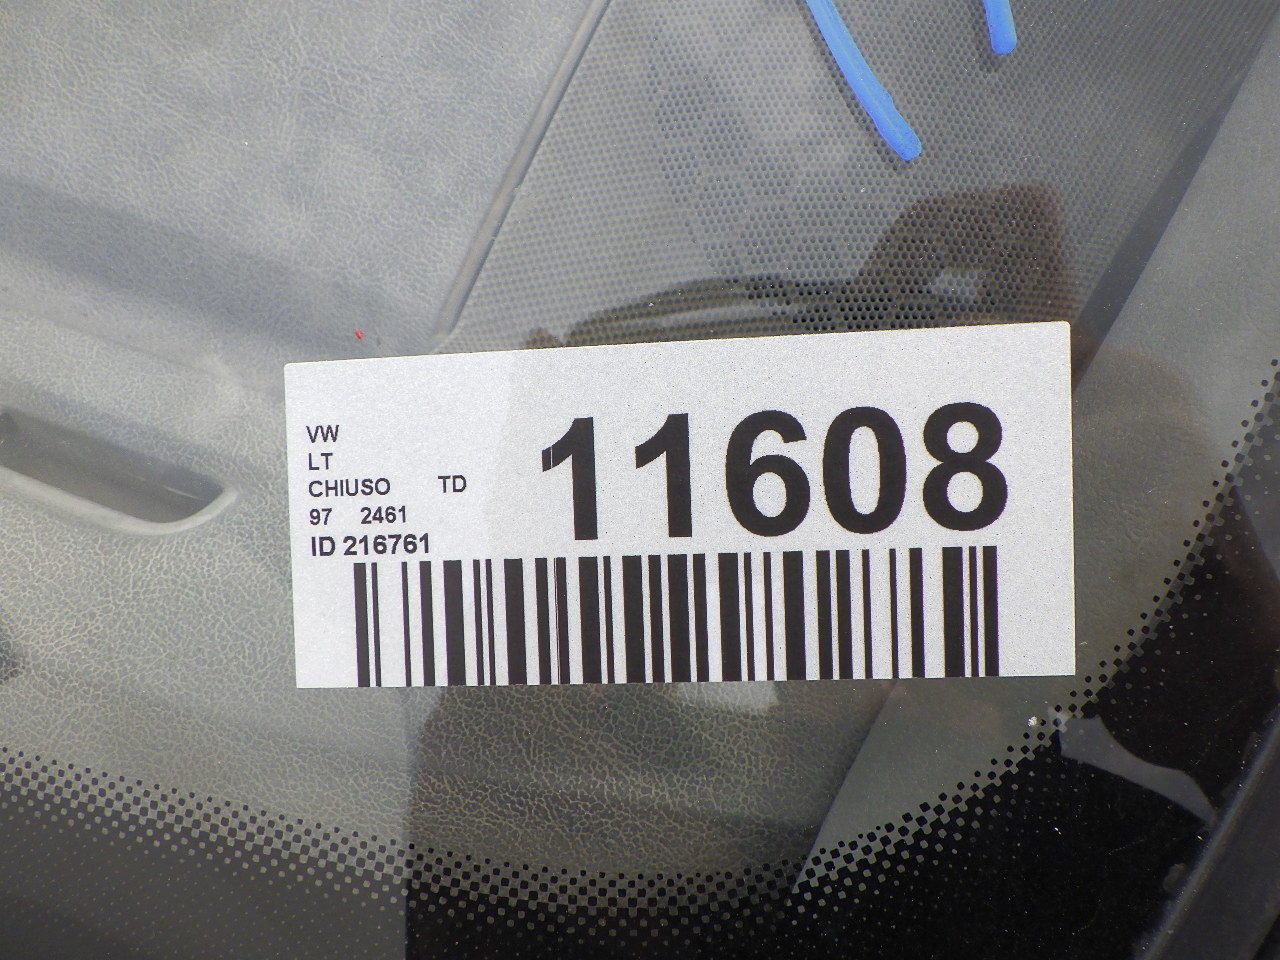 VW
LT
CHIUSO TD
97 2461
ID 216761
11608